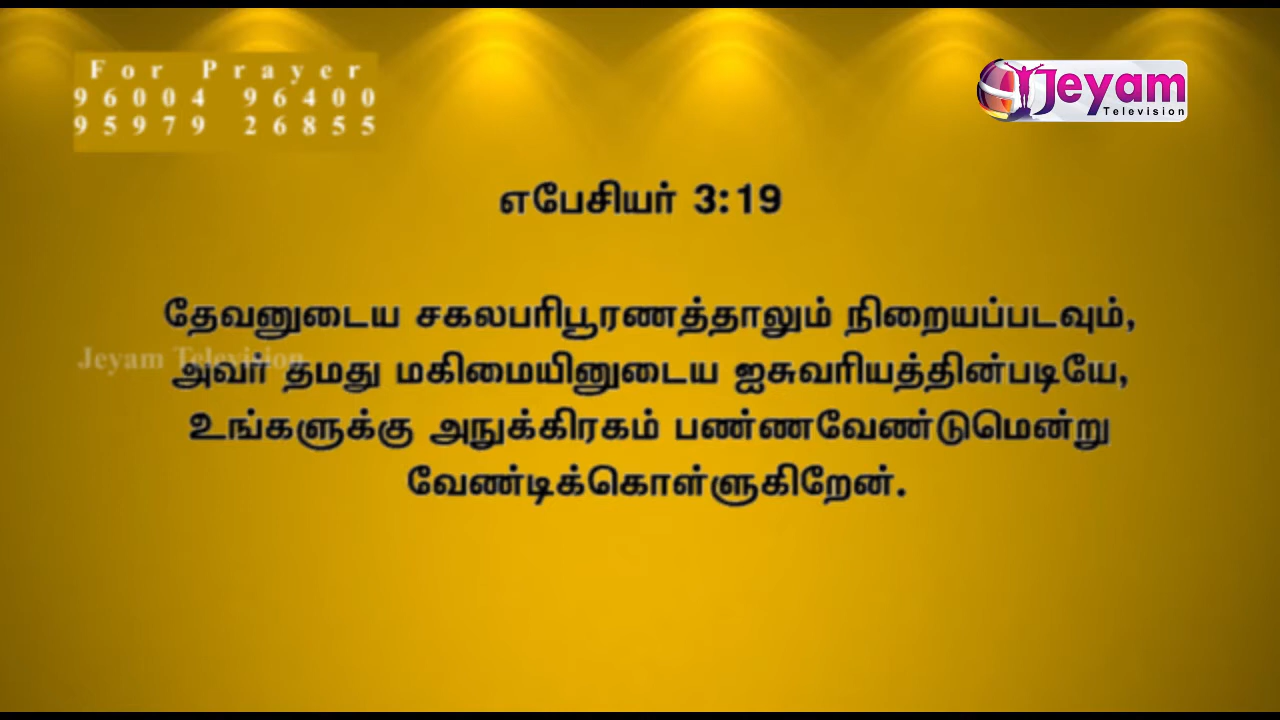 For Prayer
96004 96400
95979 26855
Jeyam
Television
எபேசியர் 3:19
தேவனுடைய சகலபரிபூரணத்தாலும் நிறையப்படவும்,
Jeyam Television
அவர் தமது மகிமையினுடைய ஐசுவரியத்தின்படியே,
உங்களுக்கு அநுக்கிரகம் பண்ணவேண்டுமென்று
வேண்டிக்கொள்ளுகிறேன்.